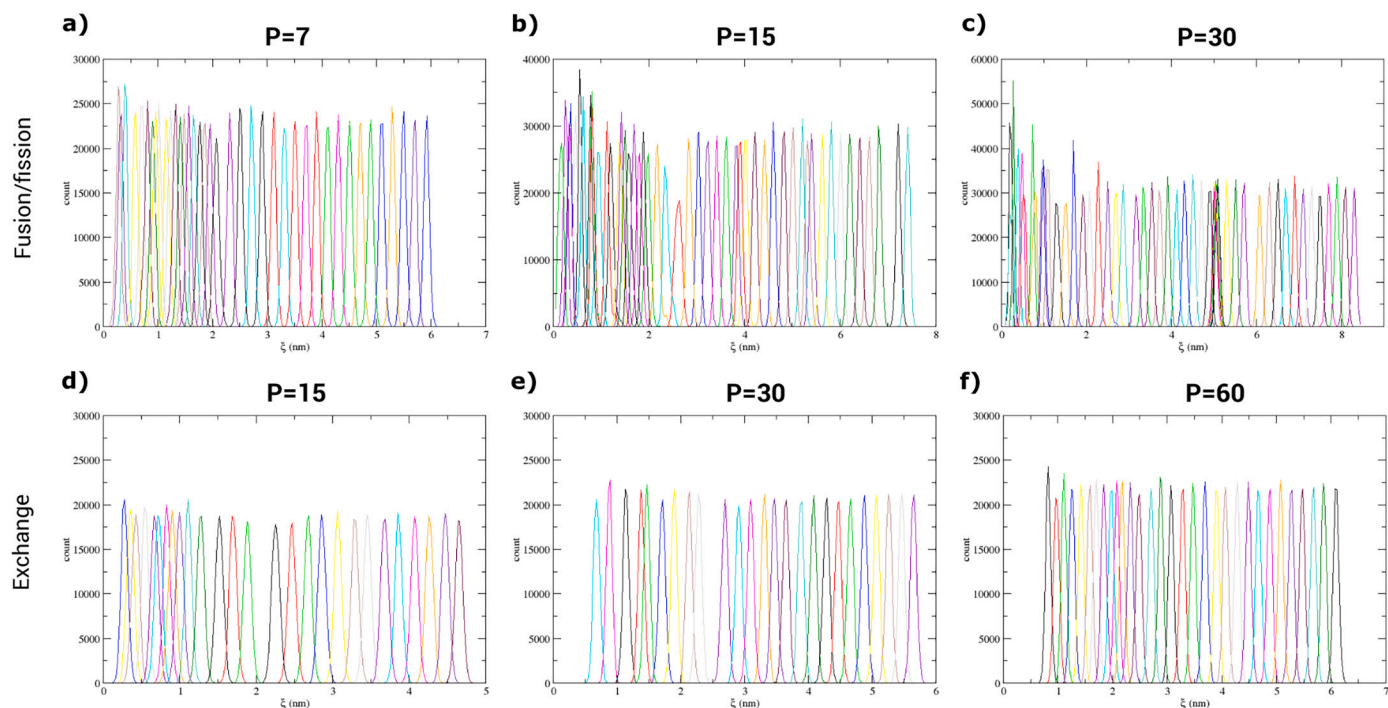 a)
P=7
30000
25000
20000
15000
10000
5000
0
count
0 1 2 3 4 5 6 7
ξ (nm)
b)
P=15
40000
30000
20000
10000
0
count
0 2 4 6 8
ξ (nm)
c)
P=30
60000
50000
40000
30000
20000
10000
0
count
0 2 4 6 8
ξ (nm)
Fusion/fission
d)
P=15
30000
25000
20000
15000
10000
5000
0
count
0 1 2 3 4 5
ξ (nm)
e)
P=30
30000
25000
20000
15000
10000
5000
0
count
0 1 2 3 4 5 6
ξ (nm)
f)
P=60
30000
25000
20000
15000
10000
5000
0
count
0 1 2 3 4 5 6 7
ξ (nm)
Exchange